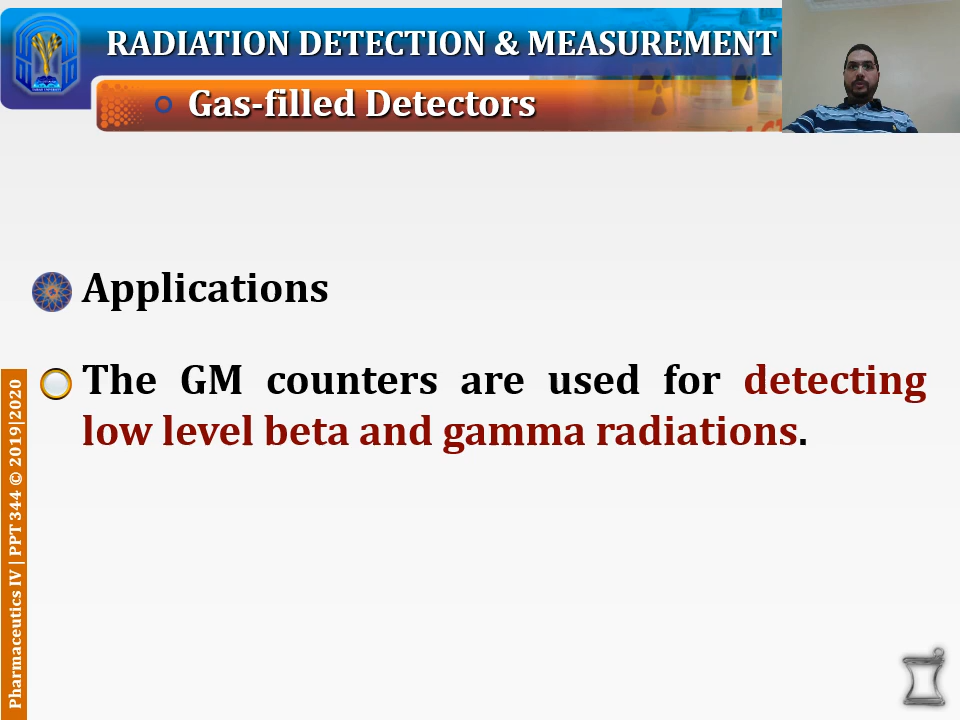 RADIATION DETECTION & MEASUREMENT
Gas-filled Detectors
Applications
The GM counters are used for detecting
low level beta and gamma radiations.
Pharmaceutics IV | PPT 344 © 2019|2020